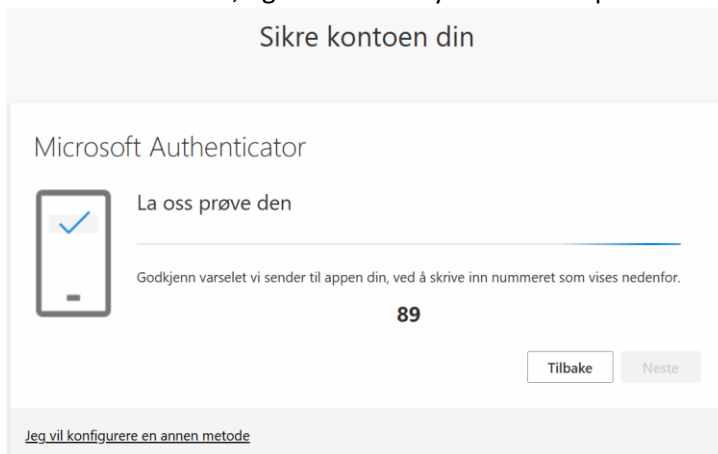 Sikre kontoen din
Microsoft Authenticator
La oss prøve den
Godkjenn varselet vi sender til appen din, ved å skrive inn nummeret som vises nedenfor.
89
Tilbake
Neste
Jeg vil konfigurere en annen metode